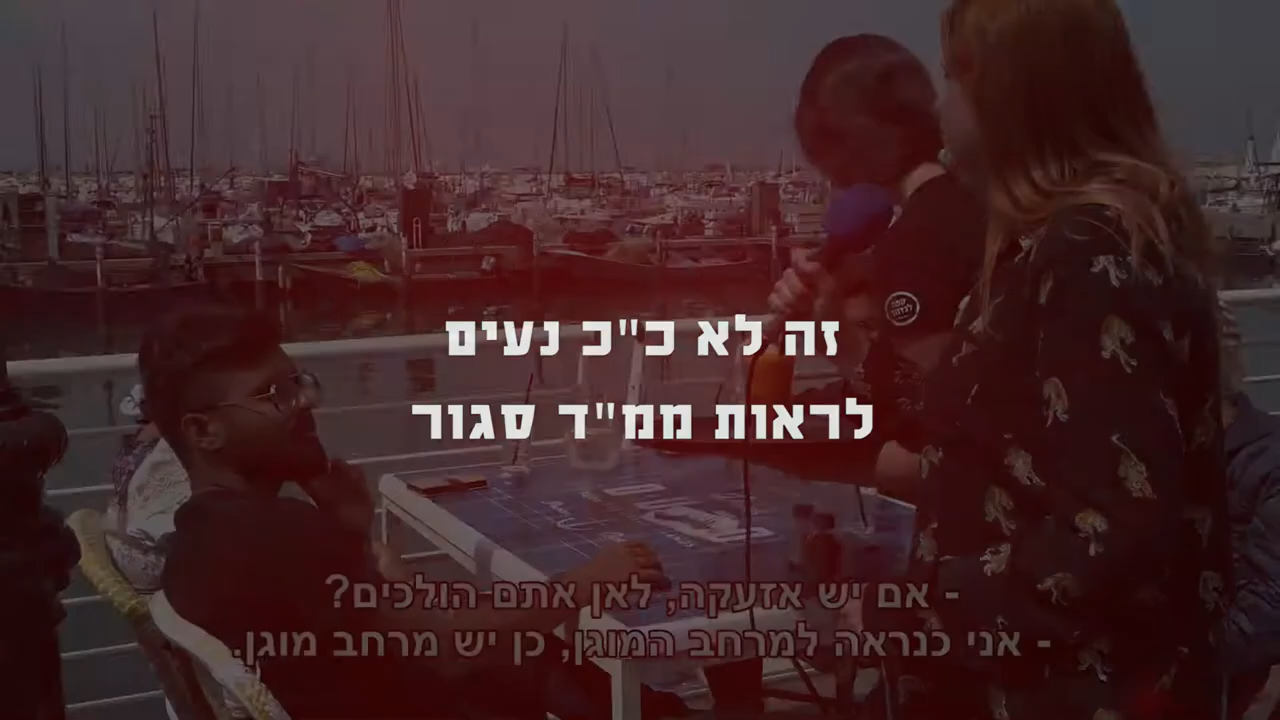 זה לא כ"כ נעים
לראות ממ"ד סגור
- אם יש אזעקה, לאן אתם הולכים?
- אני כנראה למרחב המוגן, כן יש מרחב מוגן.